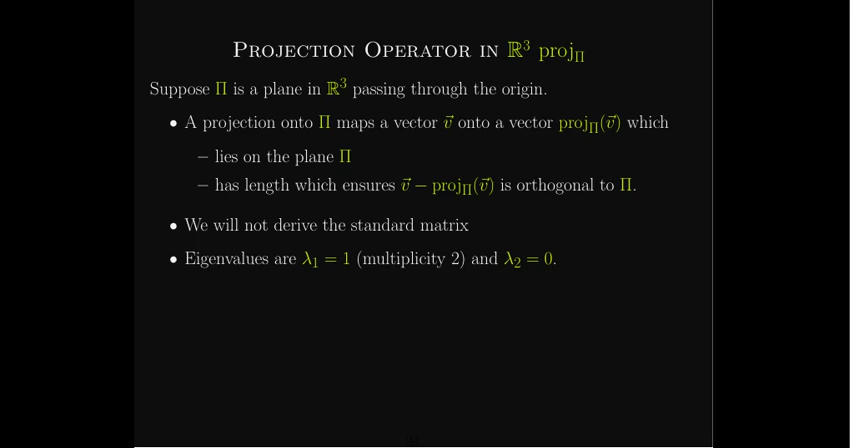 Projection Operator in ℝ³ proj_Π
Suppose Π is a plane in ℝ³ passing through the origin.
• A projection onto Π maps a vector v⃗ onto a vector proj_Π(v⃗) which
– lies on the plane Π
– has length which ensures v⃗ − proj_Π(v⃗) is orthogonal to Π.
• We will not derive the standard matrix
• Eigenvalues are λ₁ = 1 (multiplicity 2) and λ₂ = 0.